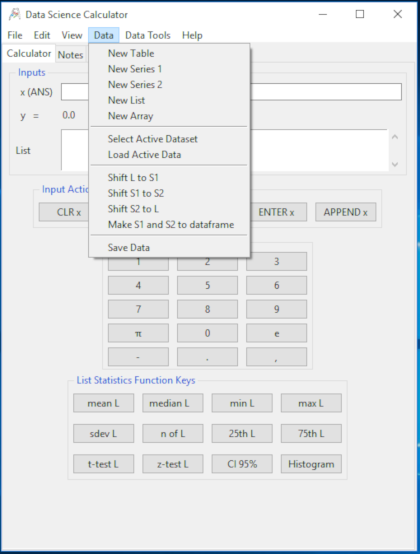 Data Science Calculator
File Edit View Data Data Tools Help
Calculator Notes
New Table
New Series 1
New Series 2
New List
New Array
Select Active Dataset
Load Active Data
Shift L to S1
Shift S1 to S2
Shift S2 to L
Make S1 and S2 to dataframe
Save Data
Inputs
x (ANS)
y = 0.0
List
Input Actio
CLR x ENTER x APPEND x
1 2 3
4 5 6
7 8 9
π 0 e
- . ,
List Statistics Function Keys
mean L median L min L max L
sdev L n of L 25th L 75th L
t-test L z-test L CI 95% Histogram